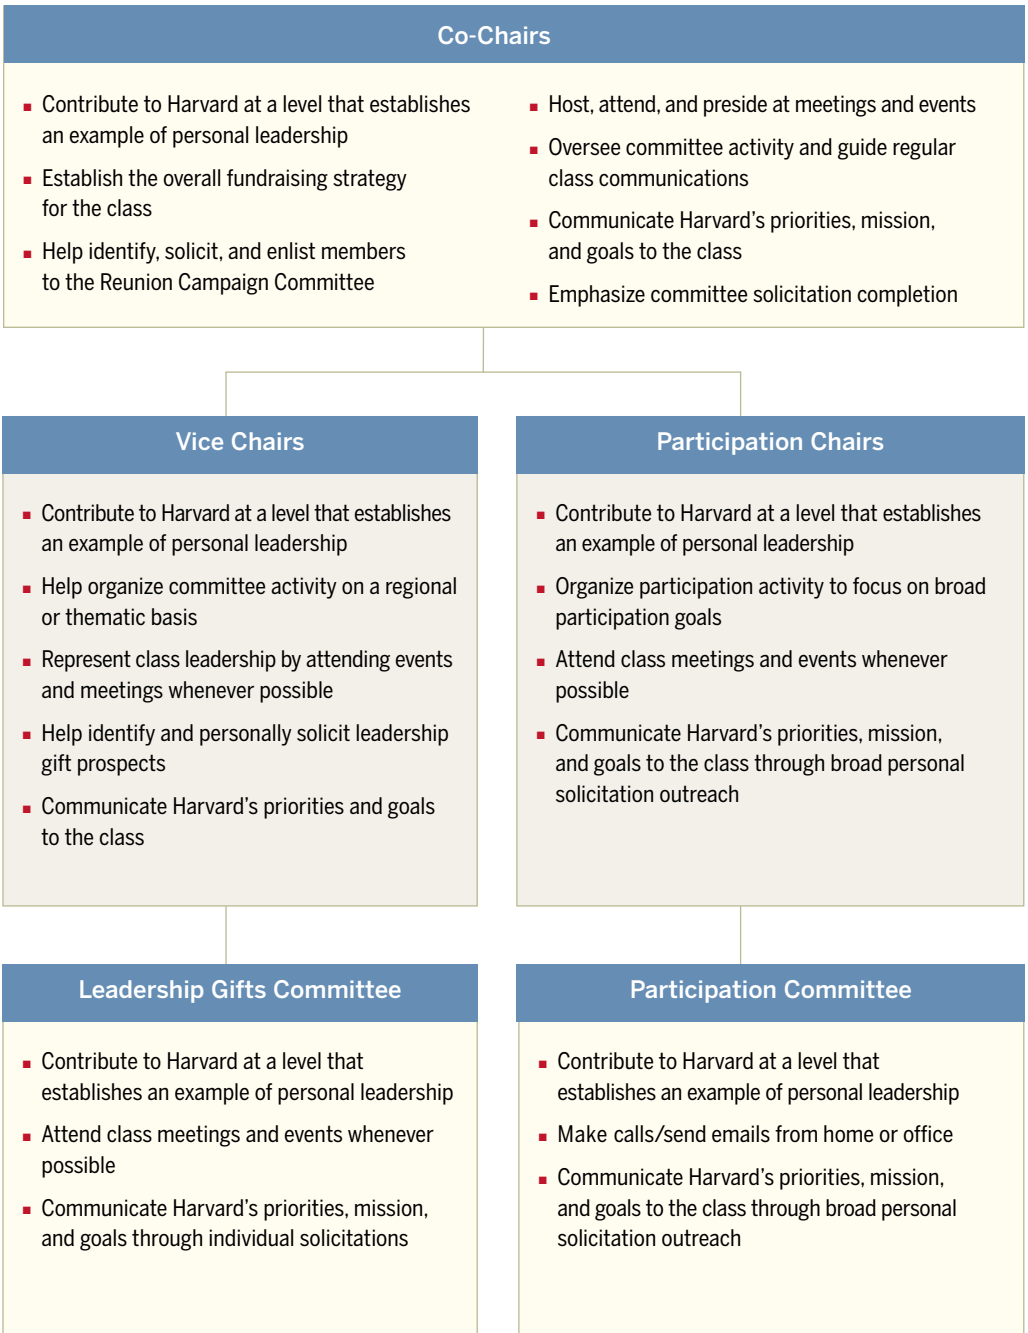 Co-Chairs
▪ Contribute to Harvard at a level that establishes
an example of personal leadership
▪ Establish the overall fundraising strategy
for the class
▪ Help identify, solicit, and enlist members
to the Reunion Campaign Committee
▪ Host, attend, and preside at meetings and events
▪ Oversee committee activity and guide regular
class communications
▪ Communicate Harvard’s priorities, mission,
and goals to the class
▪ Emphasize committee solicitation completion
Vice Chairs
▪ Contribute to Harvard at a level that establishes
an example of personal leadership
▪ Help organize committee activity on a regional
or thematic basis
▪ Represent class leadership by attending events
and meetings whenever possible
▪ Help identify and personally solicit leadership
gift prospects
▪ Communicate Harvard’s priorities and goals
to the class
Participation Chairs
▪ Contribute to Harvard at a level that establishes
an example of personal leadership
▪ Organize participation activity to focus on broad
participation goals
▪ Attend class meetings and events whenever
possible
▪ Communicate Harvard’s priorities, mission,
and goals to the class through broad personal
solicitation outreach
Leadership Gifts Committee
▪ Contribute to Harvard at a level that
establishes an example of personal leadership
▪ Attend class meetings and events whenever
possible
▪ Communicate Harvard’s priorities, mission,
and goals through individual solicitations
Participation Committee
▪ Contribute to Harvard at a level that
establishes an example of personal leadership
▪ Make calls/send emails from home or office
▪ Communicate Harvard’s priorities, mission,
and goals to the class through broad personal
solicitation outreach